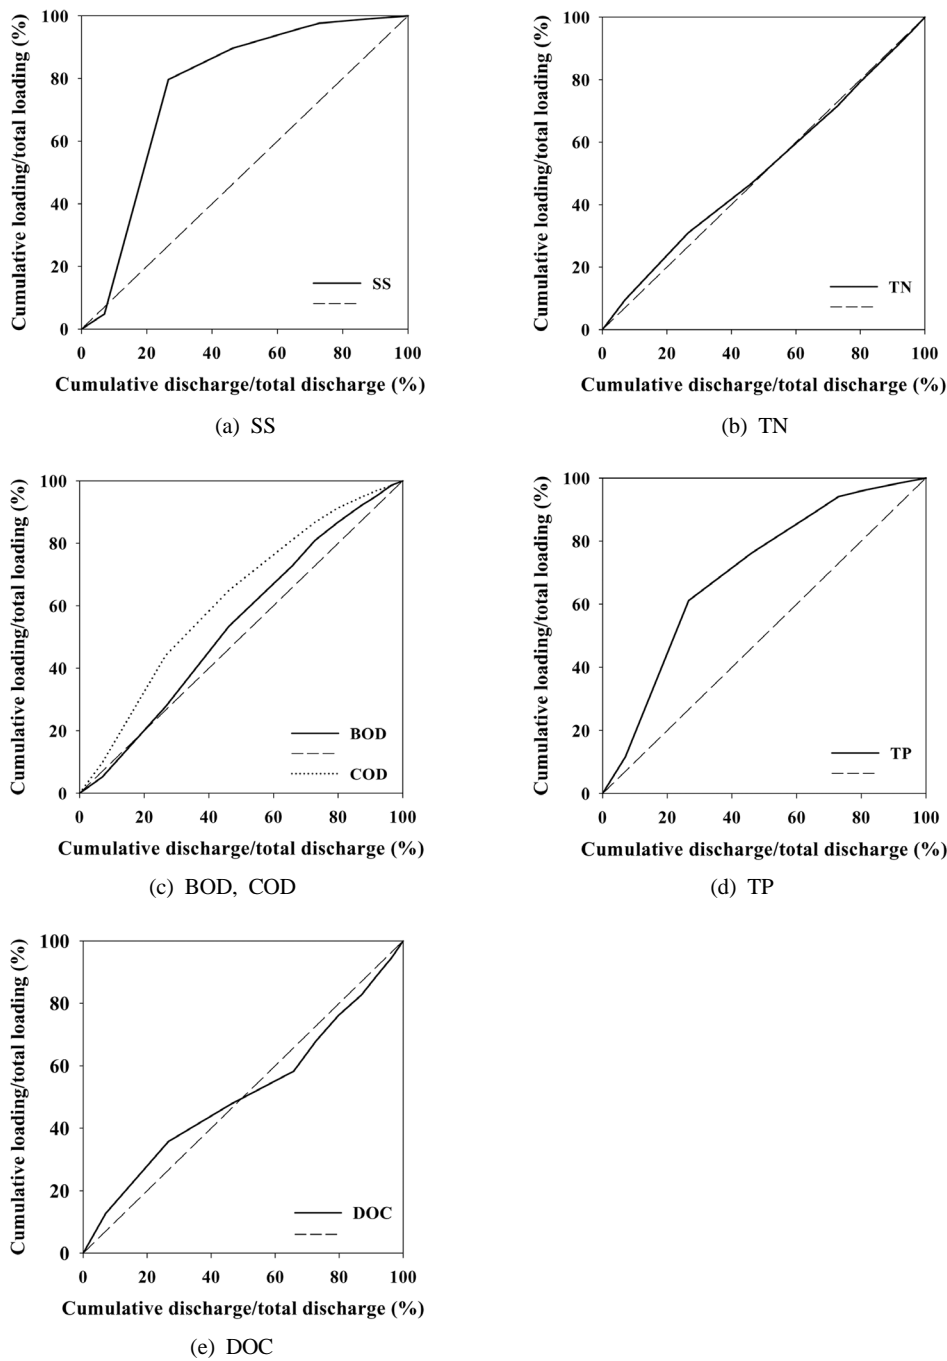 Cumulative loading/total loading (%)
100
80
60
40
20
0
SS
0 20 40 60 80 100
Cumulative discharge/total discharge (%)
(a) SS
Cumulative loading/total loading (%)
100
80
60
40
20
0
TN
0 20 40 60 80 100
Cumulative discharge/total discharge (%)
(b) TN
Cumulative loading/total loading (%)
100
80
60
40
20
0
BOD
COD
0 20 40 60 80 100
Cumulative discharge/total discharge (%)
(c) BOD, COD
Cumulative loading/total loading (%)
100
80
60
40
20
0
TP
0 20 40 60 80 100
Cumulative discharge/total discharge (%)
(d) TP
Cumulative loading/total loading (%)
100
80
60
40
20
0
DOC
0 20 40 60 80 100
Cumulative discharge/total discharge (%)
(e) DOC